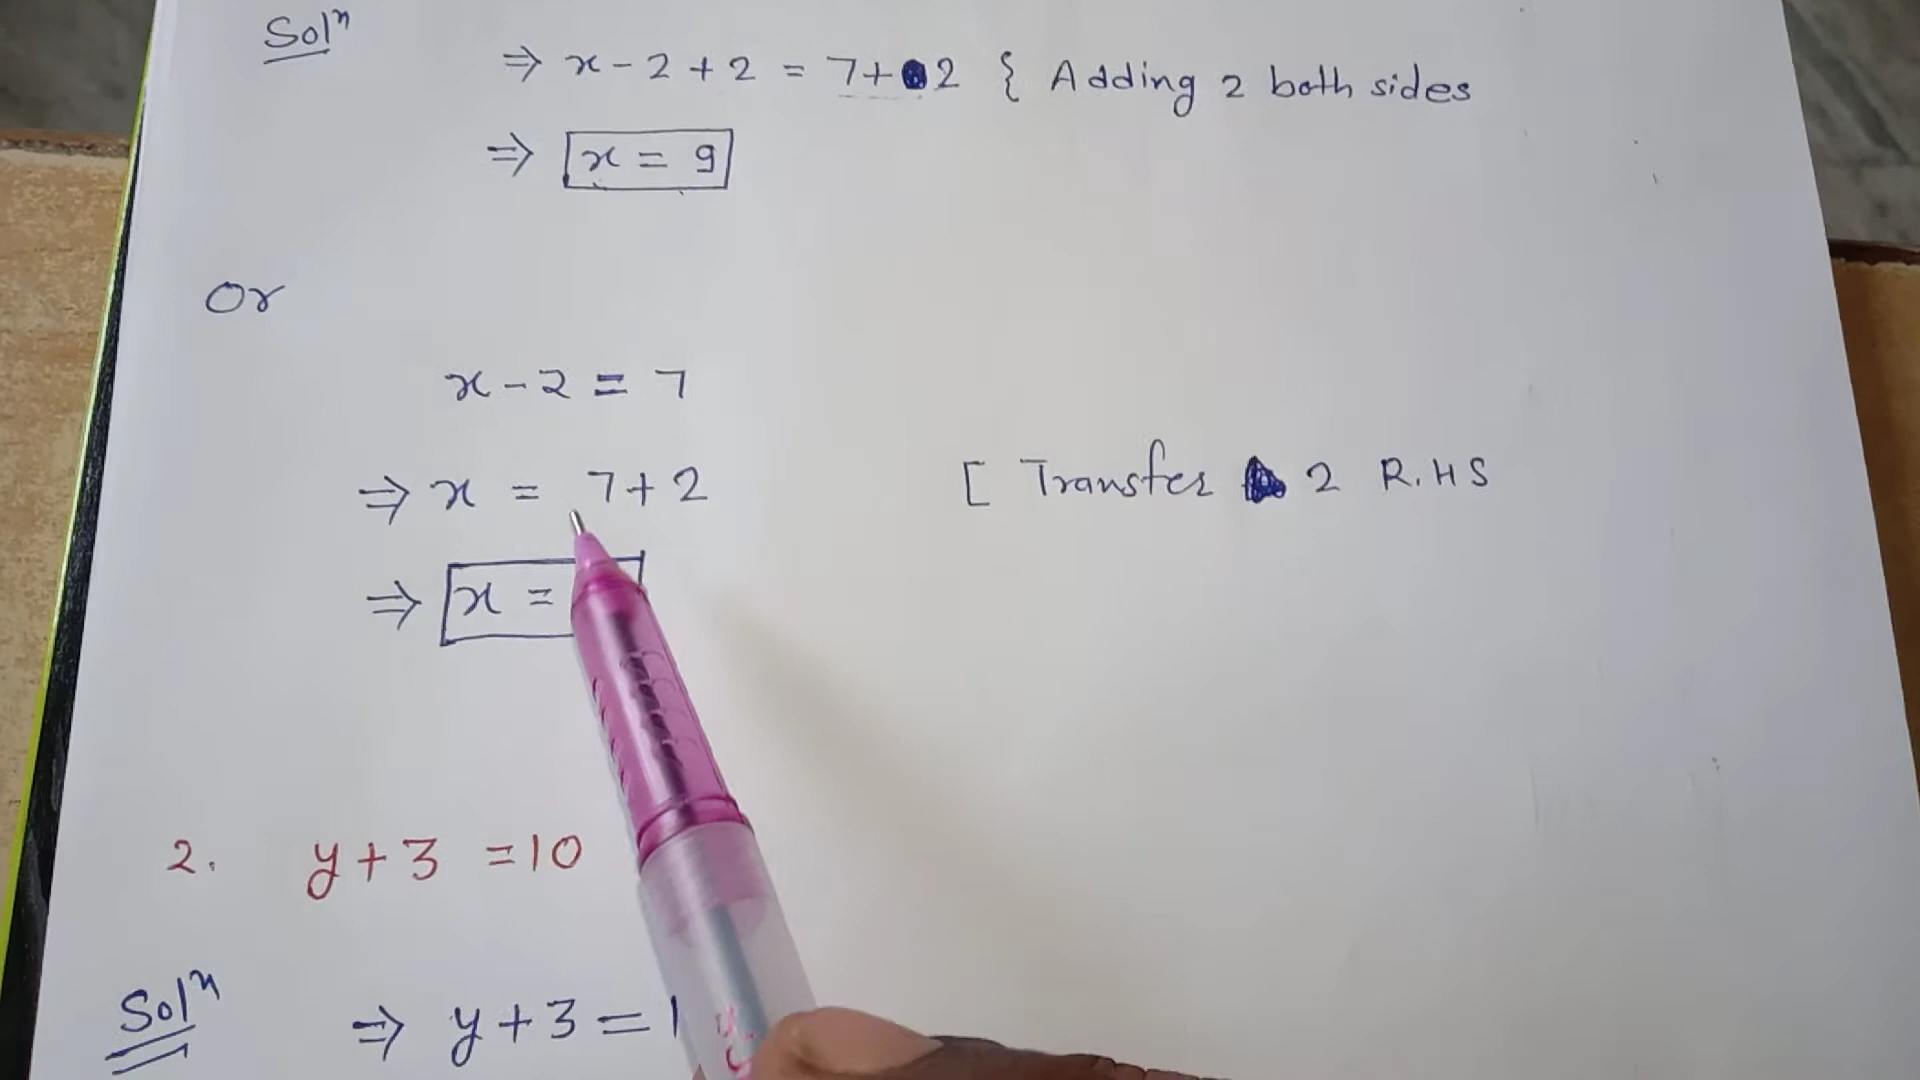 Solⁿ
⇒ x - 2 + 2 = 7 + 2 { Adding 2 both sides
⇒ x = 9
Or
x - 2 = 7
⇒ x = 7 + 2 [ Transfer 2 R.H S
⇒ x =
2. y + 3 = 10
Solⁿ ⇒ y + 3 = 1